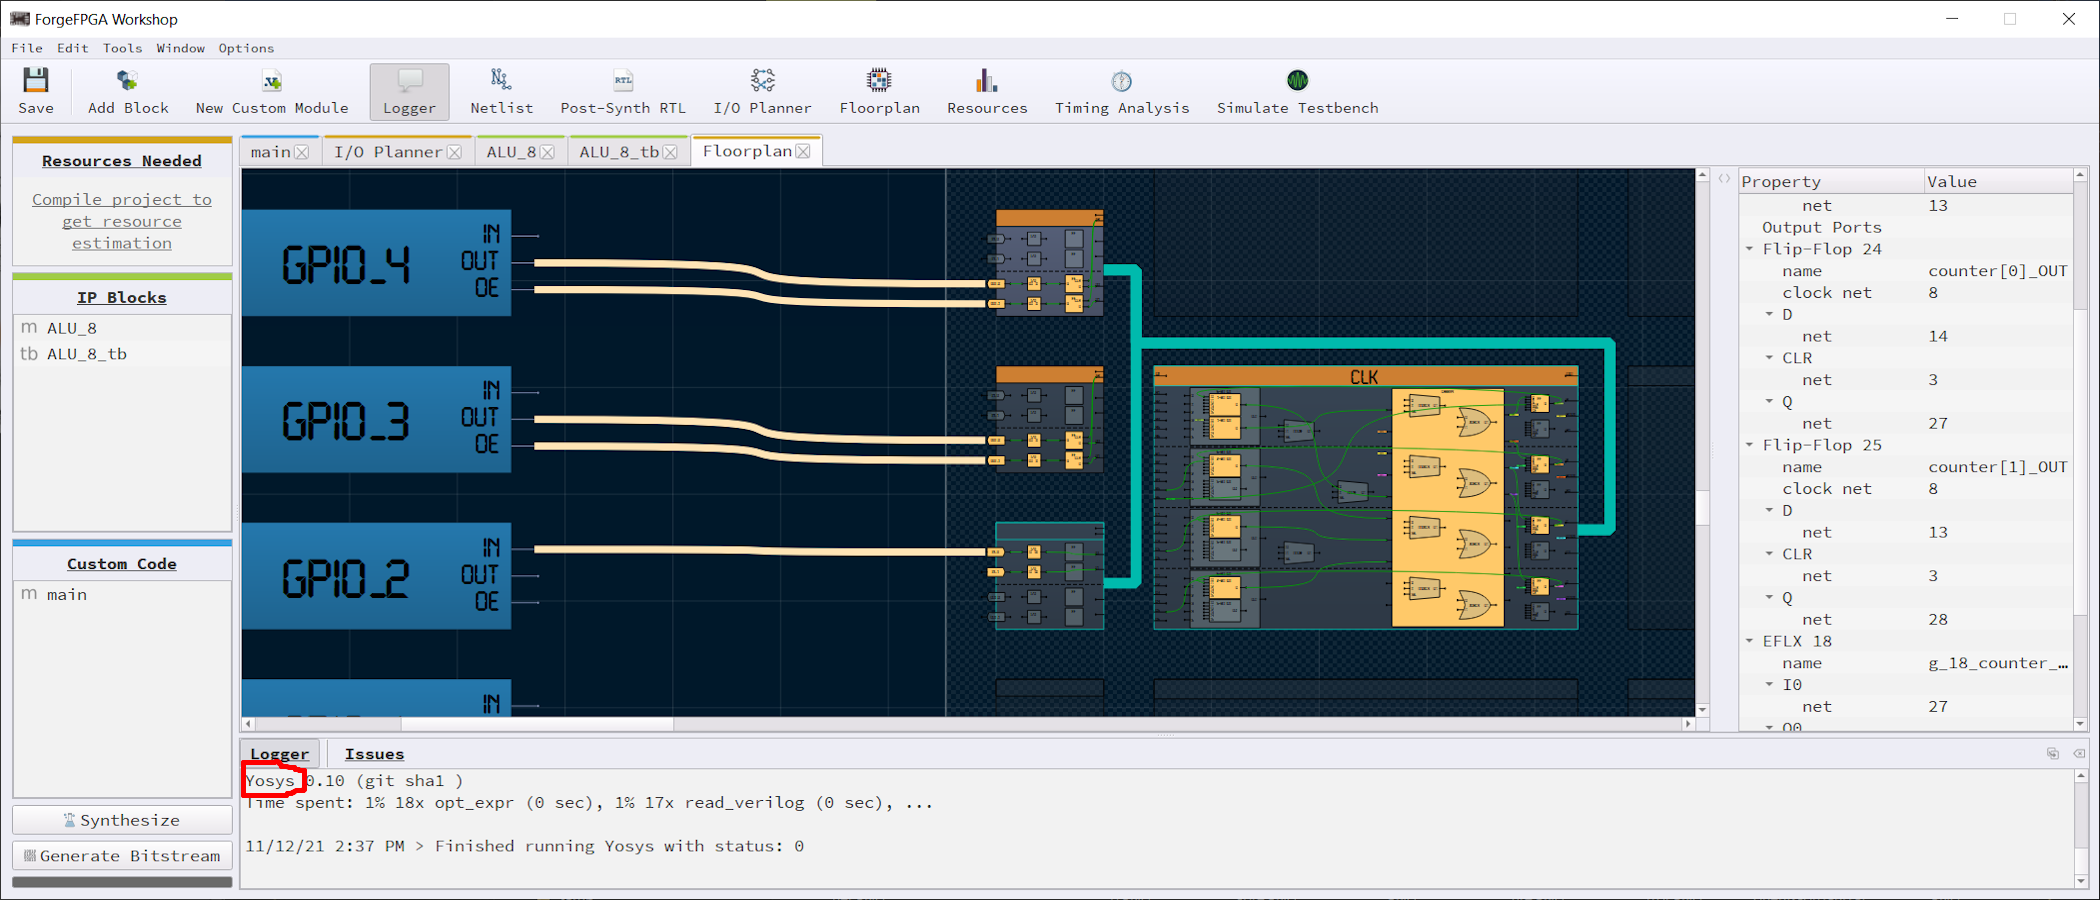 ForgeFPGA Workshop
File Edit Tools Window Options
Save
Add Block
New Custom Module
Logger
Netlist
RTL
Post-Synth RTL
I/O Planner
Floorplan
Resources
Timing Analysis
Simulate Testbench
Resources Needed
Compile project to
get resource
estimation
IP Blocks
m ALU_8
tb ALU_8_tb
Custom Code
m main
Synthesize
Generate Bitstream
main
I/O Planner
ALU_8
ALU_8_tb
Floorplan
GPIO_4
IN
OUT
OE
GPIO_3
IN
OUT
OE
GPIO_2
IN
OUT
OE
IN
CLK
Property Value
net 13
Output Ports
Flip-Flop 24
name counter[0]_OUT
clock net 8
D
net 14
CLR
net 3
Q
net 27
Flip-Flop 25
name counter[1]_OUT
clock net 8
D
net 13
CLR
net 3
Q
net 28
EFLX 18
name g_18_counter_…
I0
net 27
Logger
Issues
Yosys 0.10 (git sha1 )
Time spent: 1% 18x opt_expr (0 sec), 1% 17x read_verilog (0 sec), ...
11/12/21 2:37 PM > Finished running Yosys with status: 0